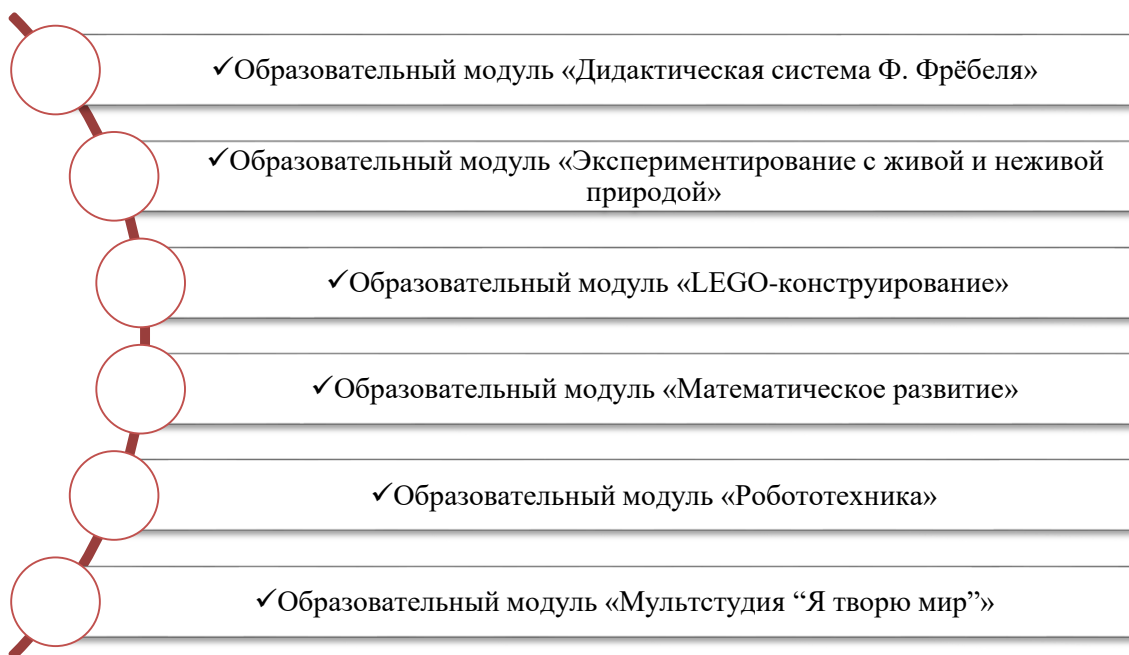 ✓Образовательный модуль «Дидактическая система Ф. Фрёбеля»
✓Образовательный модуль «Экспериментирование с живой и неживой
природой»
✓Образовательный модуль «LEGO-конструирование»
✓Образовательный модуль «Математическое развитие»
✓Образовательный модуль «Робототехника»
✓Образовательный модуль «Мультстудия “Я творю мир”»